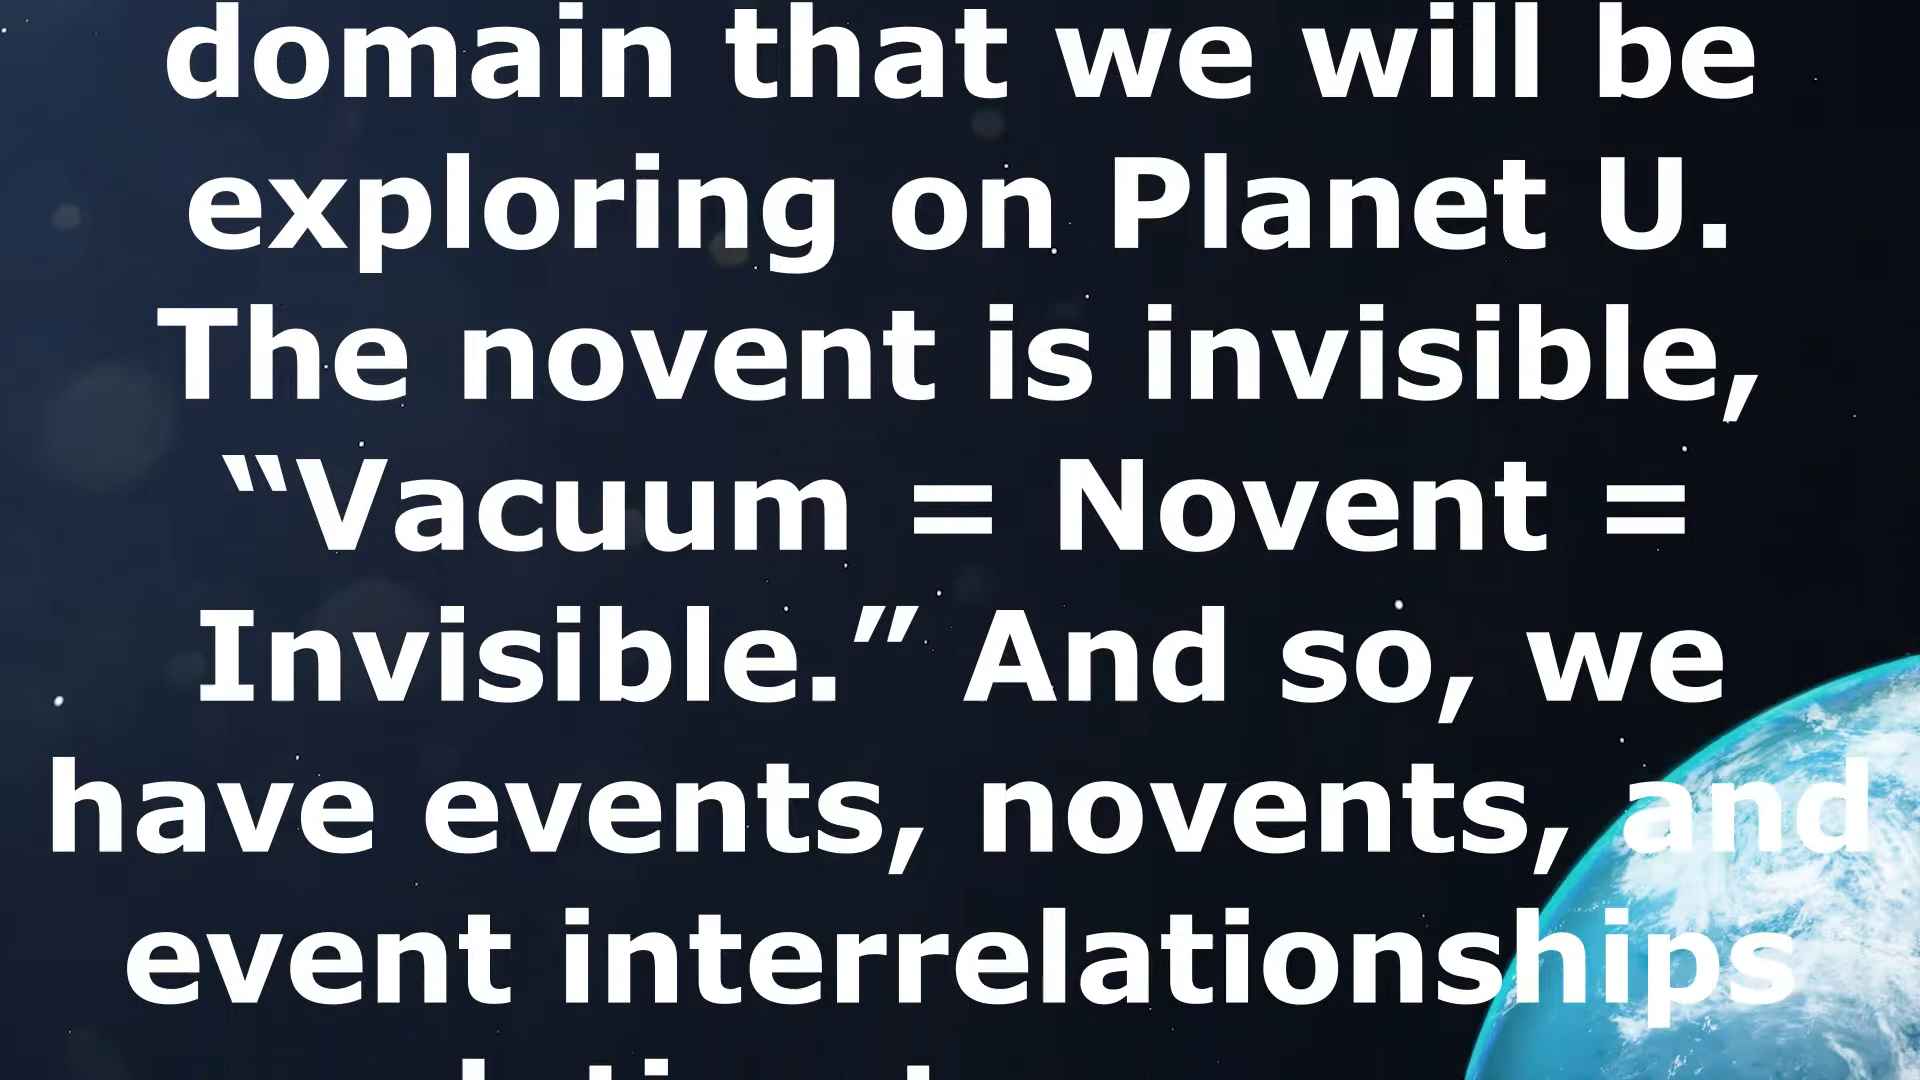 domain that we will be
exploring on Planet U.
The novent is invisible,
“Vacuum = Novent =
Invisible.” And so, we
have events, novents, and
event interrelationships